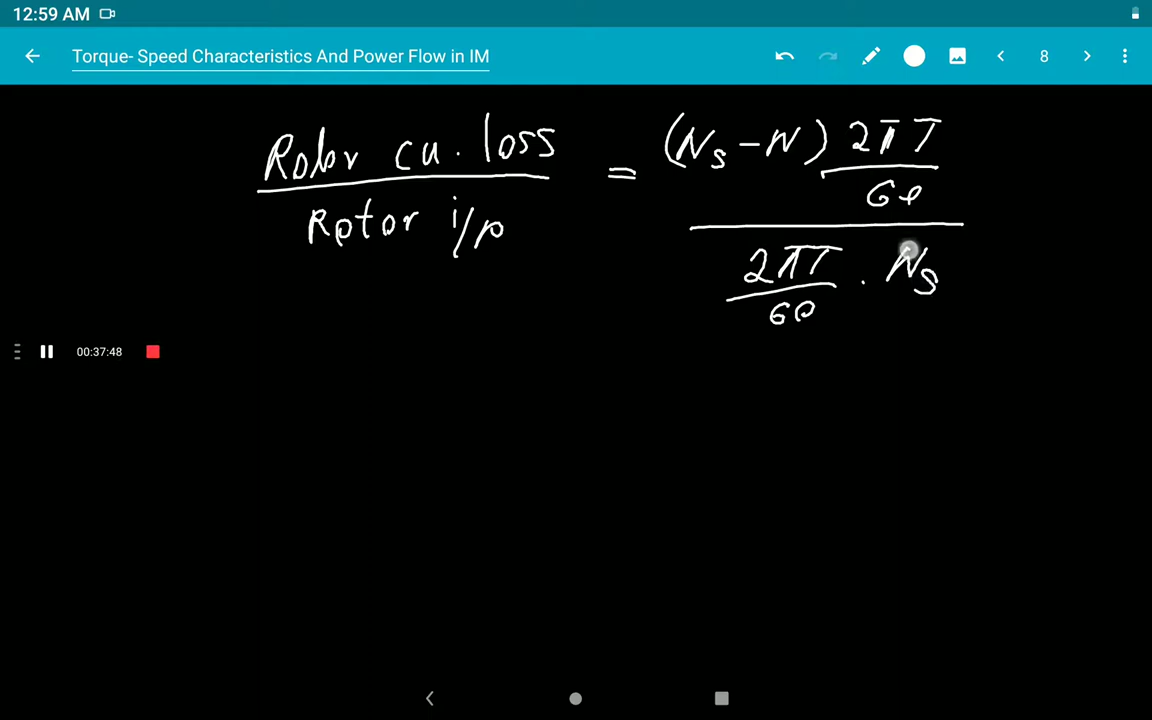 12:59 AM
Torque- Speed Characteristics And Power Flow in IM
8
Rotor cu. loss
Rotor i/p
= (Ns - N) 2πT
60
2πT . Ns
60
00:37:48